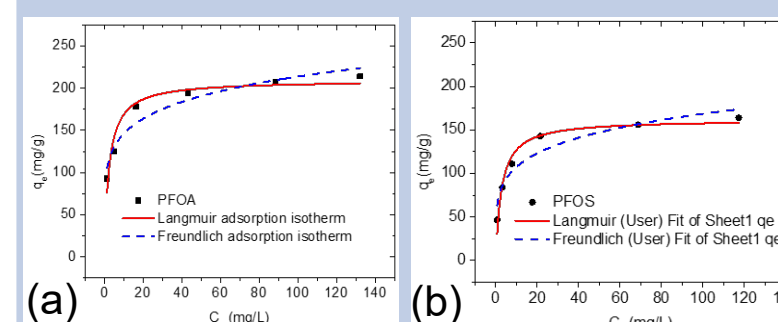 250
200
150
100
50
0
qe(mg/g)
PFOA
Langmuir adsorption isotherm
Freundlich adsorption isotherm
0 20 40 60 80 100 120 140
(a)
C (mg/L)
250
200
150
100
50
0
qe(mg/g)
PFOS
Langmuir (User) Fit of Sheet1 qe
Freundlich (User) Fit of Sheet1 qe
0 20 40 60 80 100 120
(b)